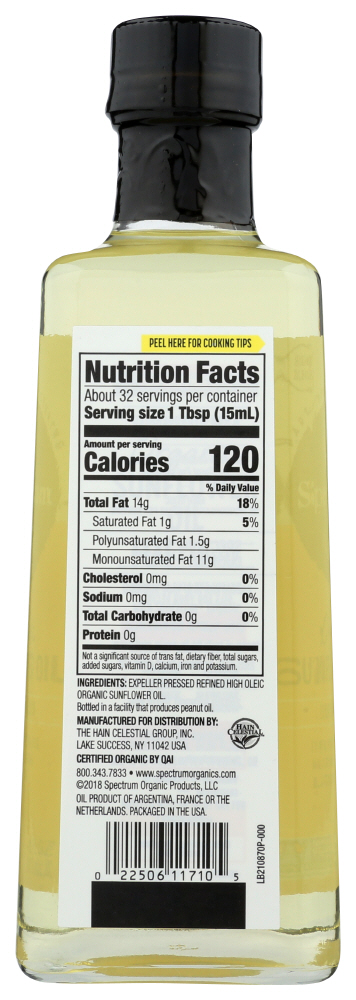 PEEL HERE FOR COOKING TIPS
Nutrition Facts
About 32 servings per container
Serving size 1 Tbsp (15mL)
Amount per serving
Calories 120
% Daily Value
Total Fat 14g 18%
Saturated Fat 1g 5%
Polyunsaturated Fat 1.5g
Monounsaturated Fat 11g
Cholesterol 0mg 0%
Sodium 0mg 0%
Total Carbohydrate 0g 0%
Protein 0g
Not a significant source of trans fat, dietary fiber, total sugars,
added sugars, vitamin D, calcium, iron and potassium.
INGREDIENTS: EXPELLER PRESSED REFINED HIGH OLEIC
ORGANIC SUNFLOWER OIL.
Bottled in a facility that produces peanut oil.
MANUFACTURED FOR DISTRIBUTION BY:
THE HAIN CELESTIAL GROUP, INC.
LAKE SUCCESS, NY 11042 USA
HAIN
CELESTIAL
CERTIFIED ORGANIC BY QAI
800.343.7833 • www.spectrumorganics.com
©2018 Spectrum Organic Products, LLC
OIL PRODUCT OF ARGENTINA, FRANCE OR THE
NETHERLANDS. PACKAGED IN THE USA.
0 22506 11710 5
LB210870P-000